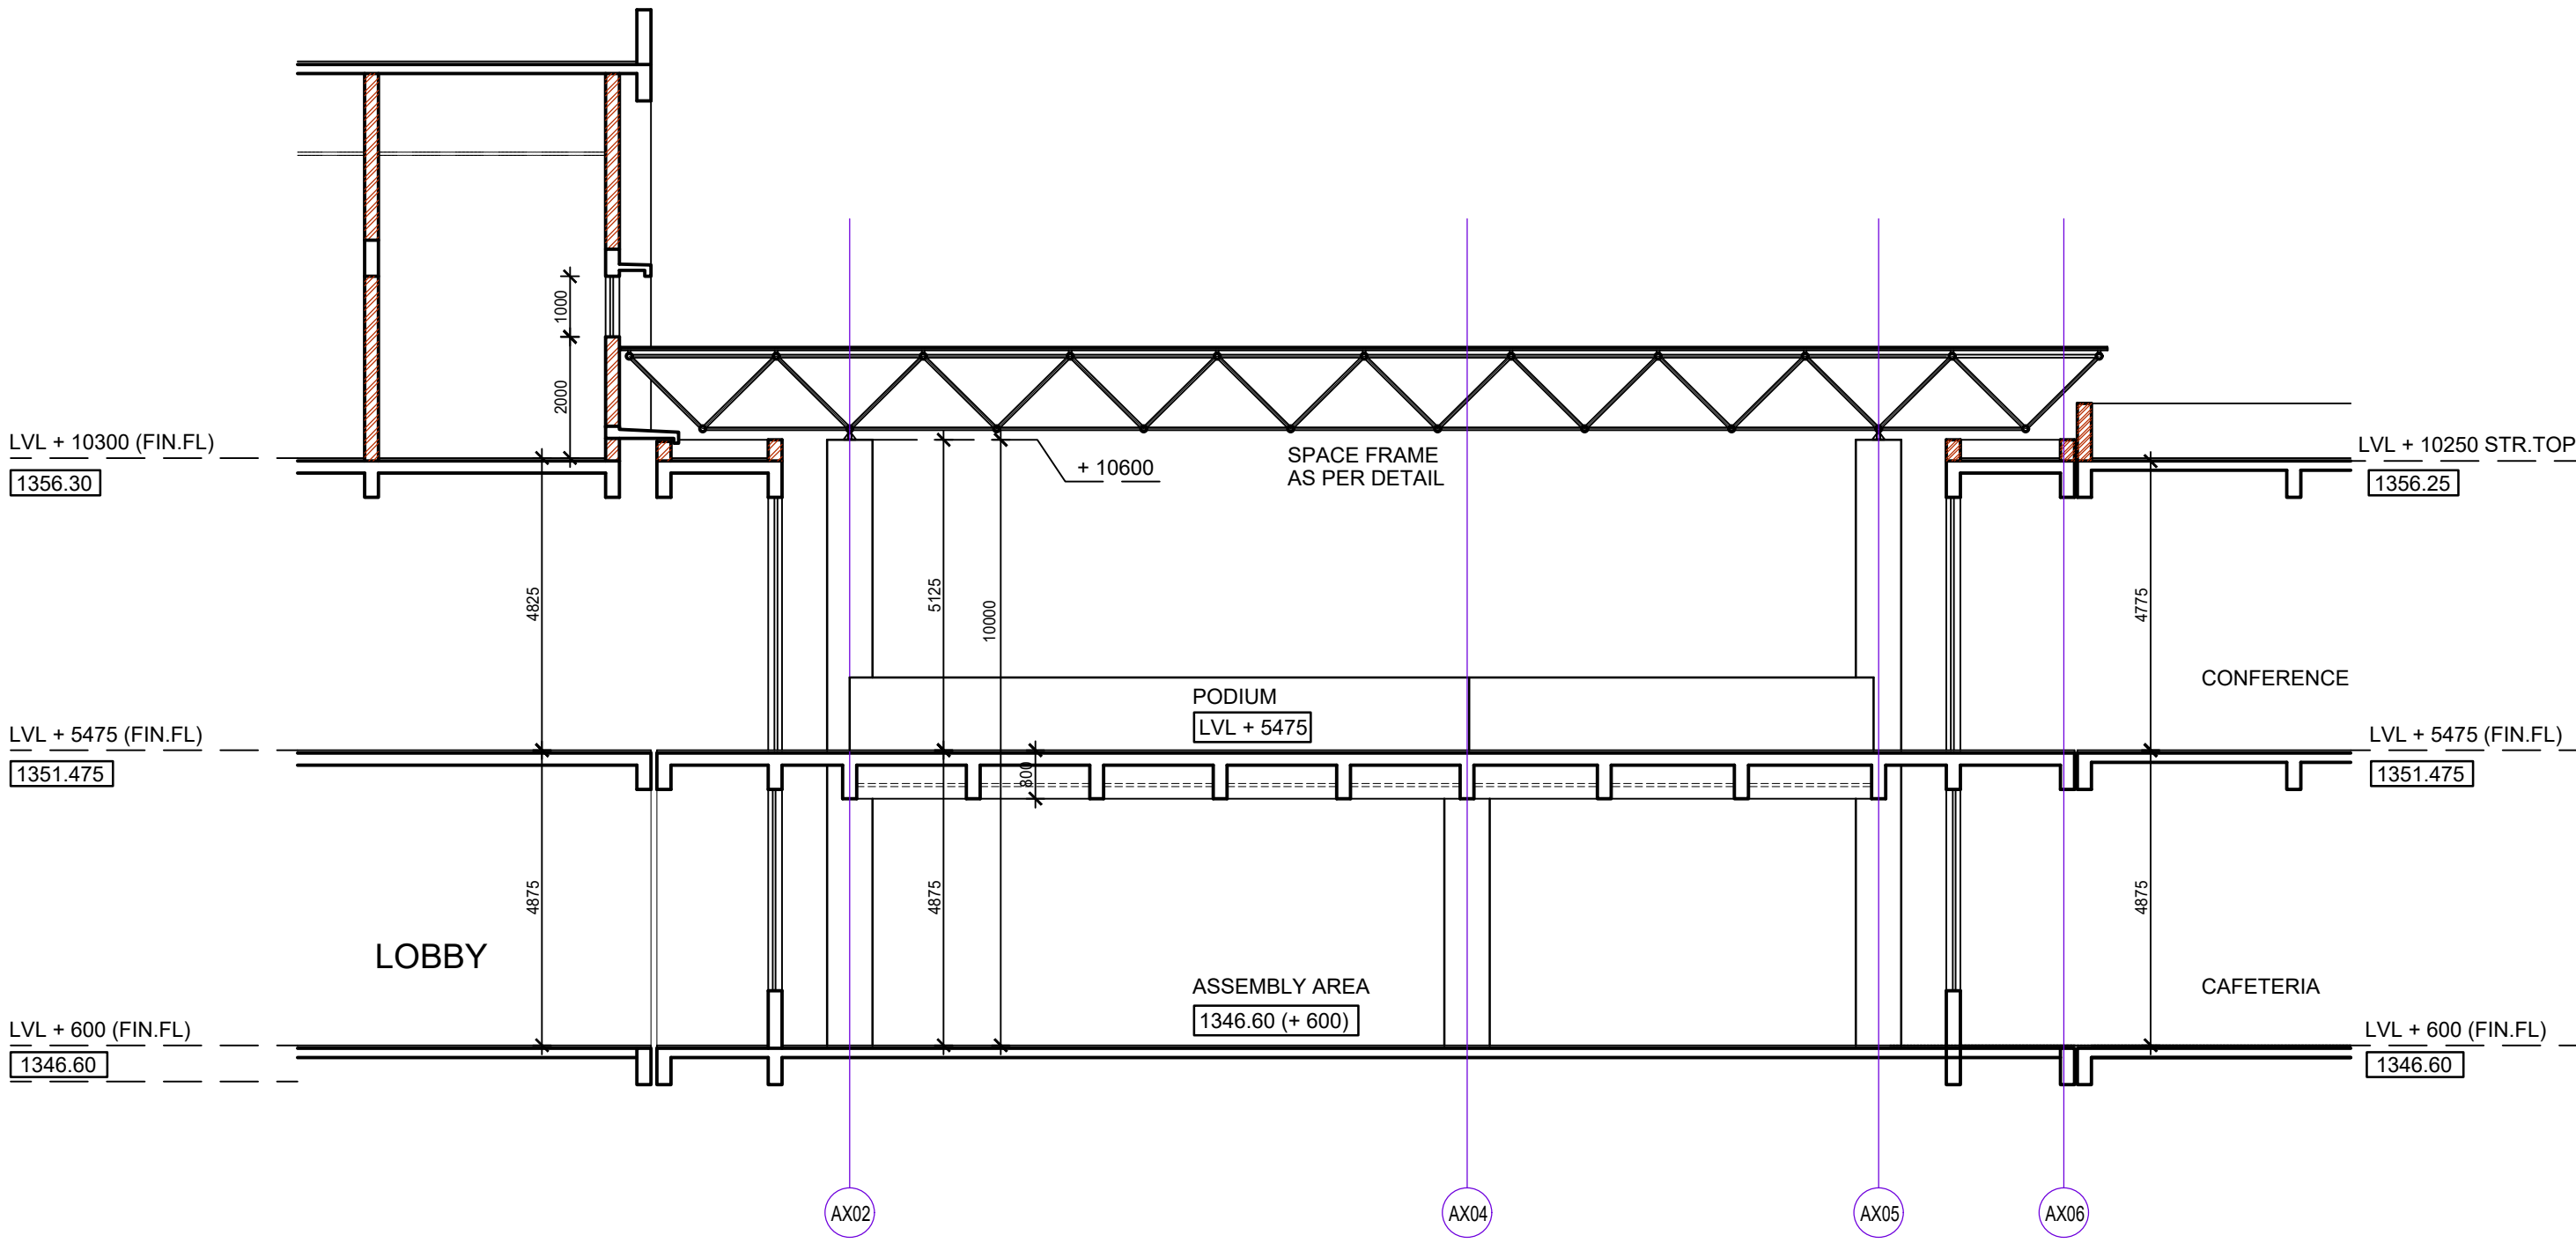 1000
2000
LVL + 10300 (FIN.FL)
1356.30
+ 10600
SPACE FRAME
AS PER DETAIL
LVL + 10250 STR.TOP
1356.25
4825
5125
10000
4775
PODIUM
LVL + 5475
CONFERENCE
LVL + 5475 (FIN.FL)
1351.475
800
LVL + 5475 (FIN.FL)
1351.475
4875
4875
4875
LOBBY
ASSEMBLY AREA
1346.60 (+ 600)
CAFETERIA
LVL + 600 (FIN.FL)
1346.60
LVL + 600 (FIN.FL)
1346.60
AX02
AX04
AX05
AX06